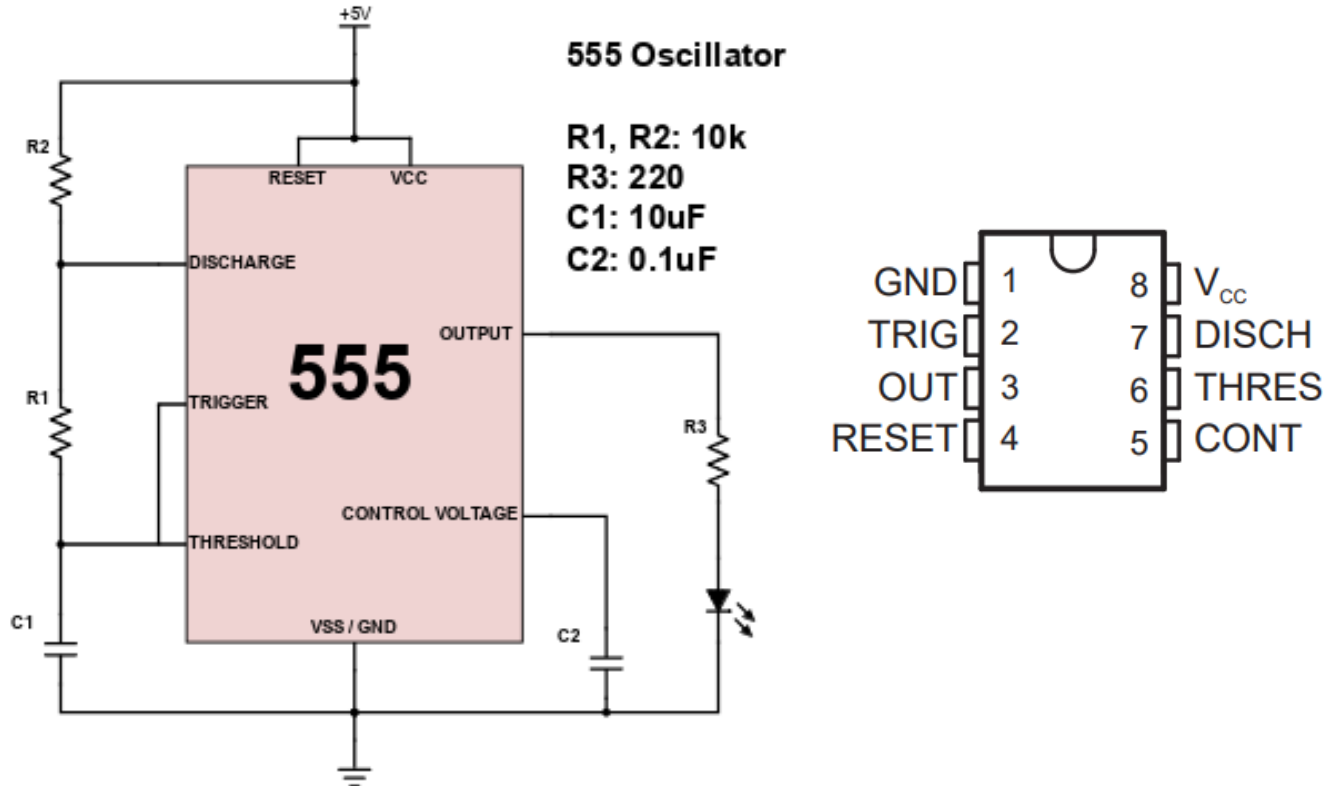 +5V
555 Oscillator
R1, R2: 10k
R3: 220
C1: 10uF
C2: 0.1uF
R2
RESET
VCC
DISCHARGE
OUTPUT
555
R1
TRIGGER
R3
CONTROL VOLTAGE
THRESHOLD
C1
VSS / GND
C2
GND 1 8 VCC
TRIG 2 7 DISCH
OUT 3 6 THRES
RESET 4 5 CONT